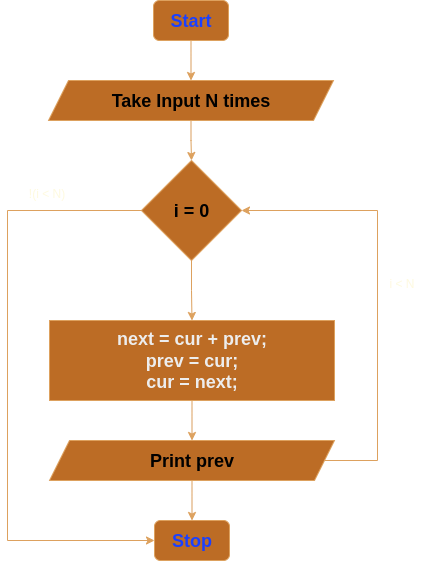 Start
Take Input N times
i = 0
next = cur + prev;
prev = cur;
cur = next;
Print prev
Stop